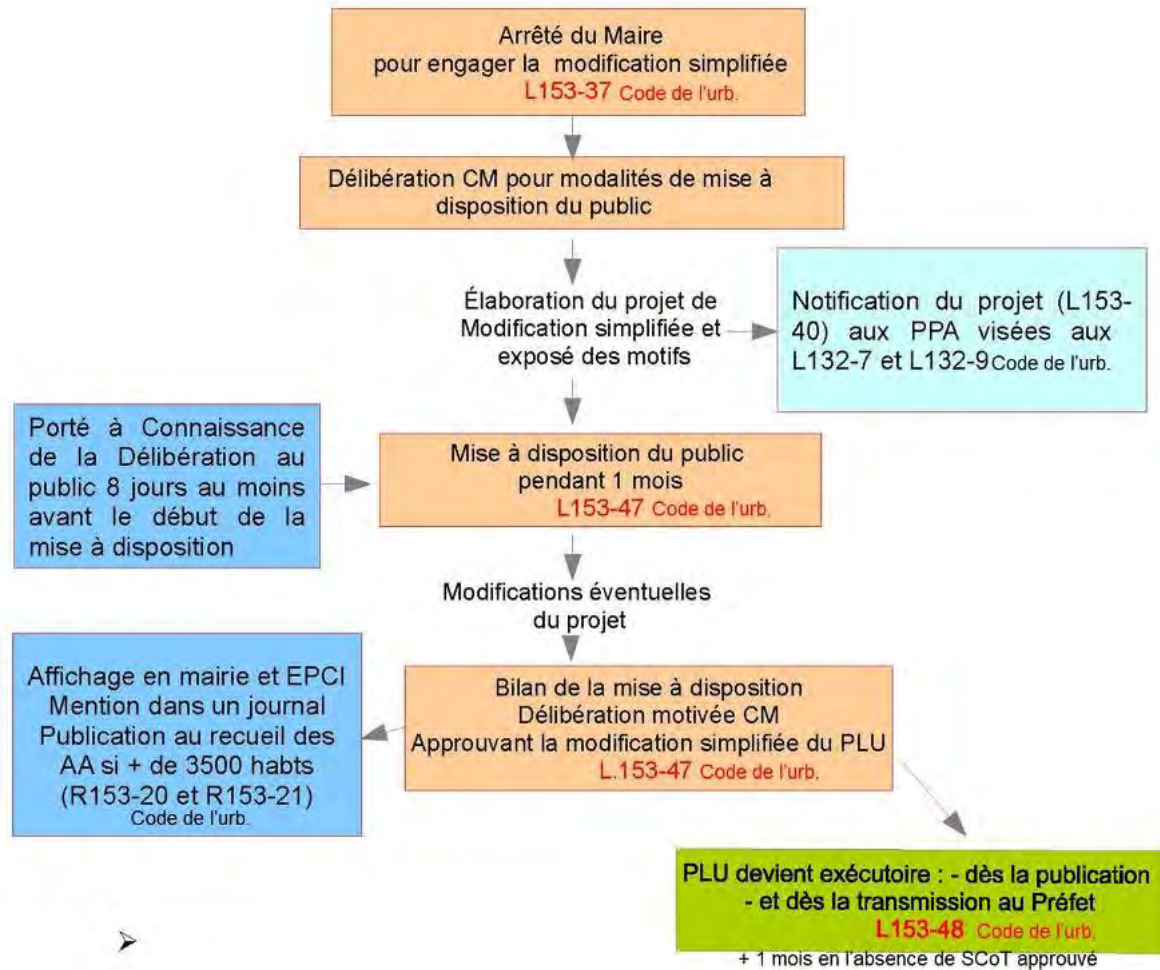 Arrêté du Maire
pour engager la modification simplifiée
L153-37 Code de l'urb.
Délibération CM pour modalités de mise à
disposition du public
Élaboration du projet de
Modification simplifiée et
exposé des motifs
Notification du projet (L153-
40) aux PPA visées aux
L132-7 et L132-9 Code de l'urb.
Porté à Connaissance
de la Délibération au
public 8 jours au moins
avant le début de la
mise à disposition
Mise à disposition du public
pendant 1 mois
L153-47 Code de l'urb.
Modifications éventuelles
du projet
Affichage en mairie et EPCI
Mention dans un journal
Publication au recueil des
AA si + de 3500 habts
(R153-20 et R153-21)
Code de l'urb.
Bilan de la mise à disposition
Délibération motivée CM
Approuvant la modification simplifiée du PLU
L.153-47 Code de l'urb.
PLU devient exécutoire : - dès la publication
- et dès la transmission au Préfet
L153-48 Code de l'urb.
+ 1 mois en l'absence de SCoT approuvé